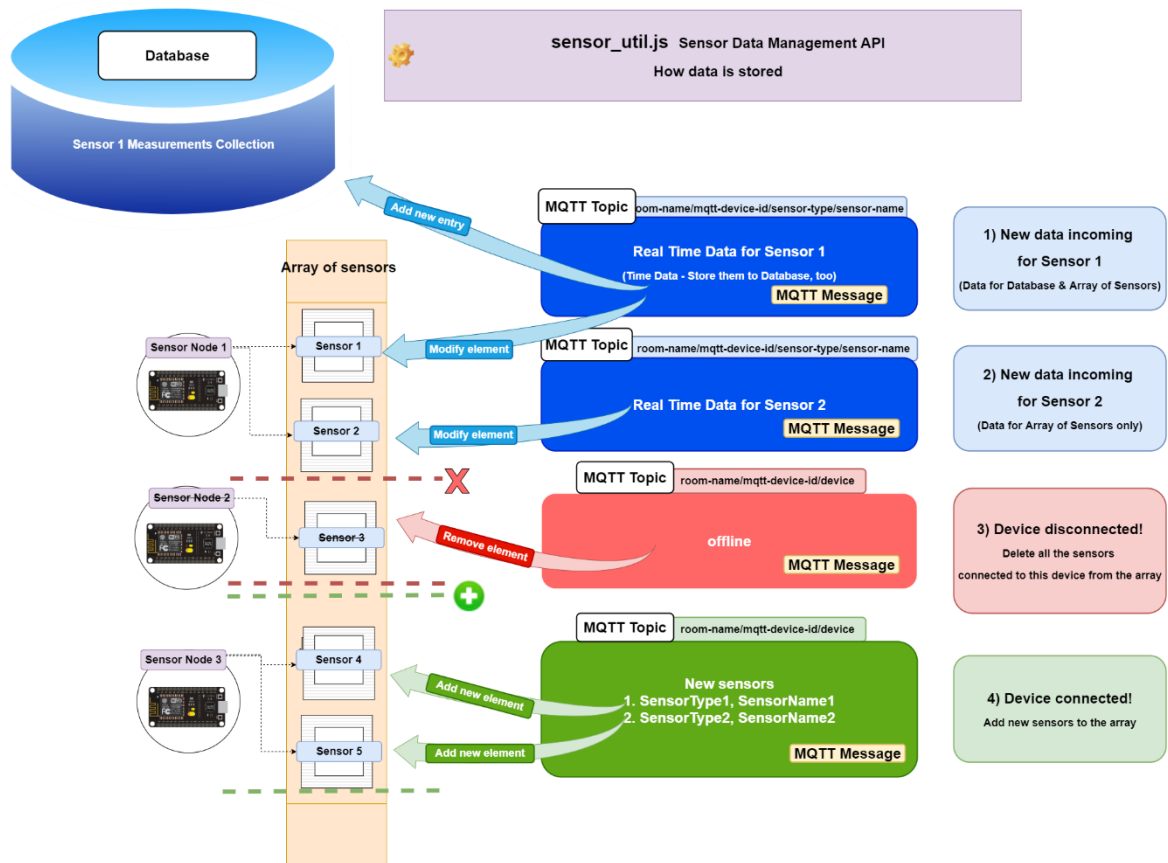 Database
Sensor 1 Measurements Collection
sensor_util.js Sensor Data Management API
How data is stored
Add new entry
MQTT Topic
room-name/mqtt-device-id/sensor-type/sensor-name
Real Time Data for Sensor 1
(Time Data - Store them to Database, too)
MQTT Message
1) New data incoming
for Sensor 1
(Data for Database & Array of Sensors)
Array of sensors
Sensor Node 1
Sensor 1
Modify element
MQTT Topic
room-name/mqtt-device-id/sensor-type/sensor-name
Sensor 2
Modify element
Real Time Data for Sensor 2
MQTT Message
2) New data incoming
for Sensor 2
(Data for Array of Sensors only)
Sensor Node 2
Sensor 3
Remove element
MQTT Topic
room-name/mqtt-device-id/device
offline
MQTT Message
3) Device disconnected!
Delete all the sensors
connected to this device from the array
Sensor Node 3
Sensor 4
Add new element
Sensor 5
Add new element
MQTT Topic
room-name/mqtt-device-id/device
New sensors
1. SensorType1, SensorName1
2. SensorType2, SensorName2
MQTT Message
4) Device connected!
Add new sensors to the array